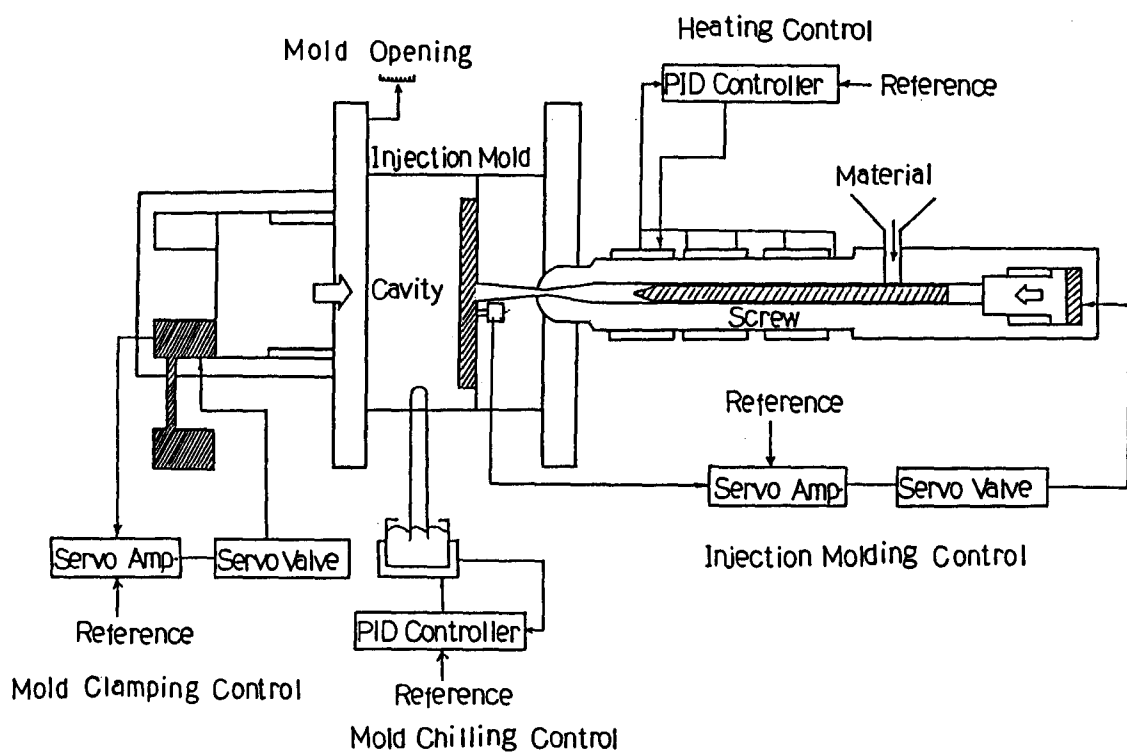 Heating Control
Mold Opening
PID Controller
Reference
Injection Mold
Material
Cavity
Screw
Reference
Servo Amp.
Servo Valve
Injection Molding Control
Servo Amp.
Servo Valve
Reference
PID Controller
Mold Clamping Control
Reference
Mold Chilling Control